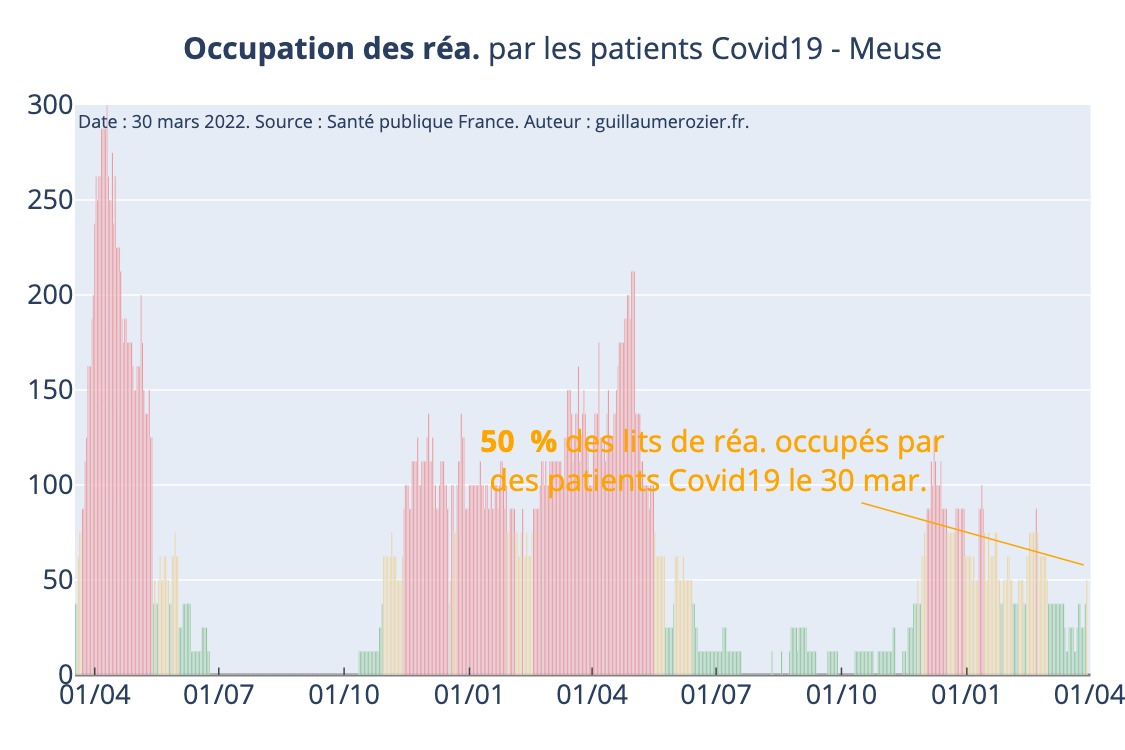 Occupation des réa. par les patients Covid19 - Meuse
300
Date : 30 mars 2022. Source : Santé publique France. Auteur : guillaumerozier.fr.
250
200
150
50 % des lits de réa. occupés par
des patients Covid19 le 30 mar.
100
50
0
01/04 01/07 01/10 01/01 01/04 01/07 01/10 01/01 01/04